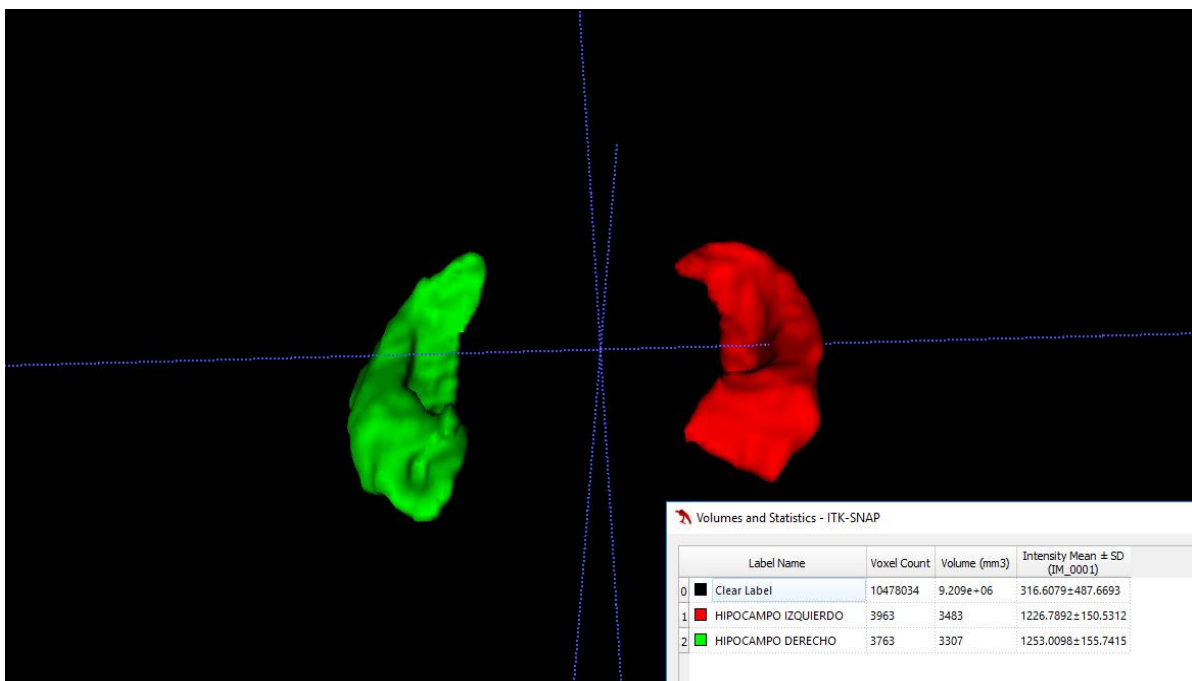 Volumes and Statistics - ITK-SNAP
Label Name Voxel Count Volume (mm3) Intensity Mean ± SD
(IM_0001)
0 Clear Label 10478034 9.209e+06 316.6079±487.6693
1 HIPOCAMPO IZQUIERDO 3963 3483 1226.7892±150.5312
2 HIPOCAMPO DERECHO 3763 3307 1253.0098±155.7415